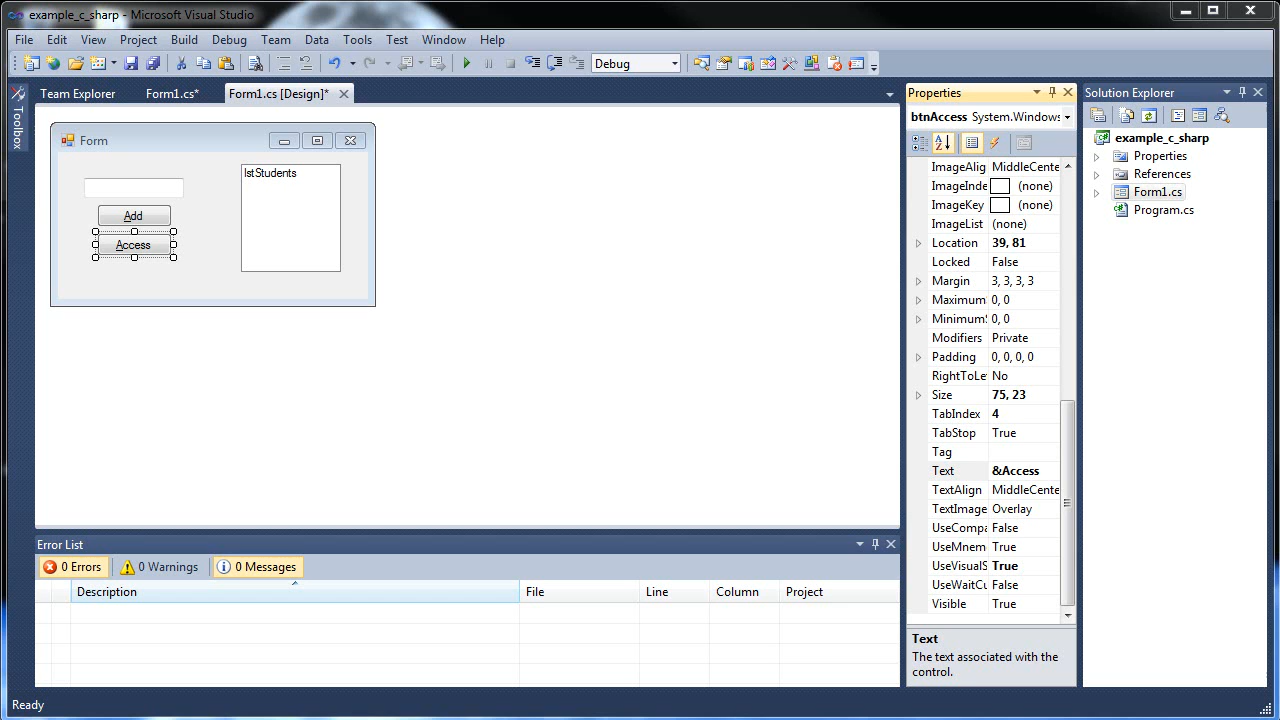 example_c_sharp - Microsoft Visual Studio
File Edit View Project Build Debug Team Data Tools Test Window Help
Debug
Toolbox
Team Explorer Form1.cs* Form1.cs [Design]*
Form
lstStudents
Add
Access
Properties
btnAccess System.Windows
ImageAlig MiddleCente
ImageInde (none)
ImageKey (none)
ImageList (none)
Location 39, 81
Locked False
Margin 3, 3, 3, 3
Maximum 0, 0
MinimumS 0, 0
Modifiers Private
Padding 0, 0, 0, 0
RightToLe No
Size 75, 23
TabIndex 4
TabStop True
Tag
Text &Access
TextAlign MiddleCente
TextImage Overlay
UseCompa False
UseMnem True
UseVisualS True
UseWaitCu False
Visible True
Text
The text associated with the
control.
Solution Explorer
example_c_sharp
Properties
References
Form1.cs
Program.cs
Error List
0 Errors 0 Warnings 0 Messages
Description File Line Column Project
Ready